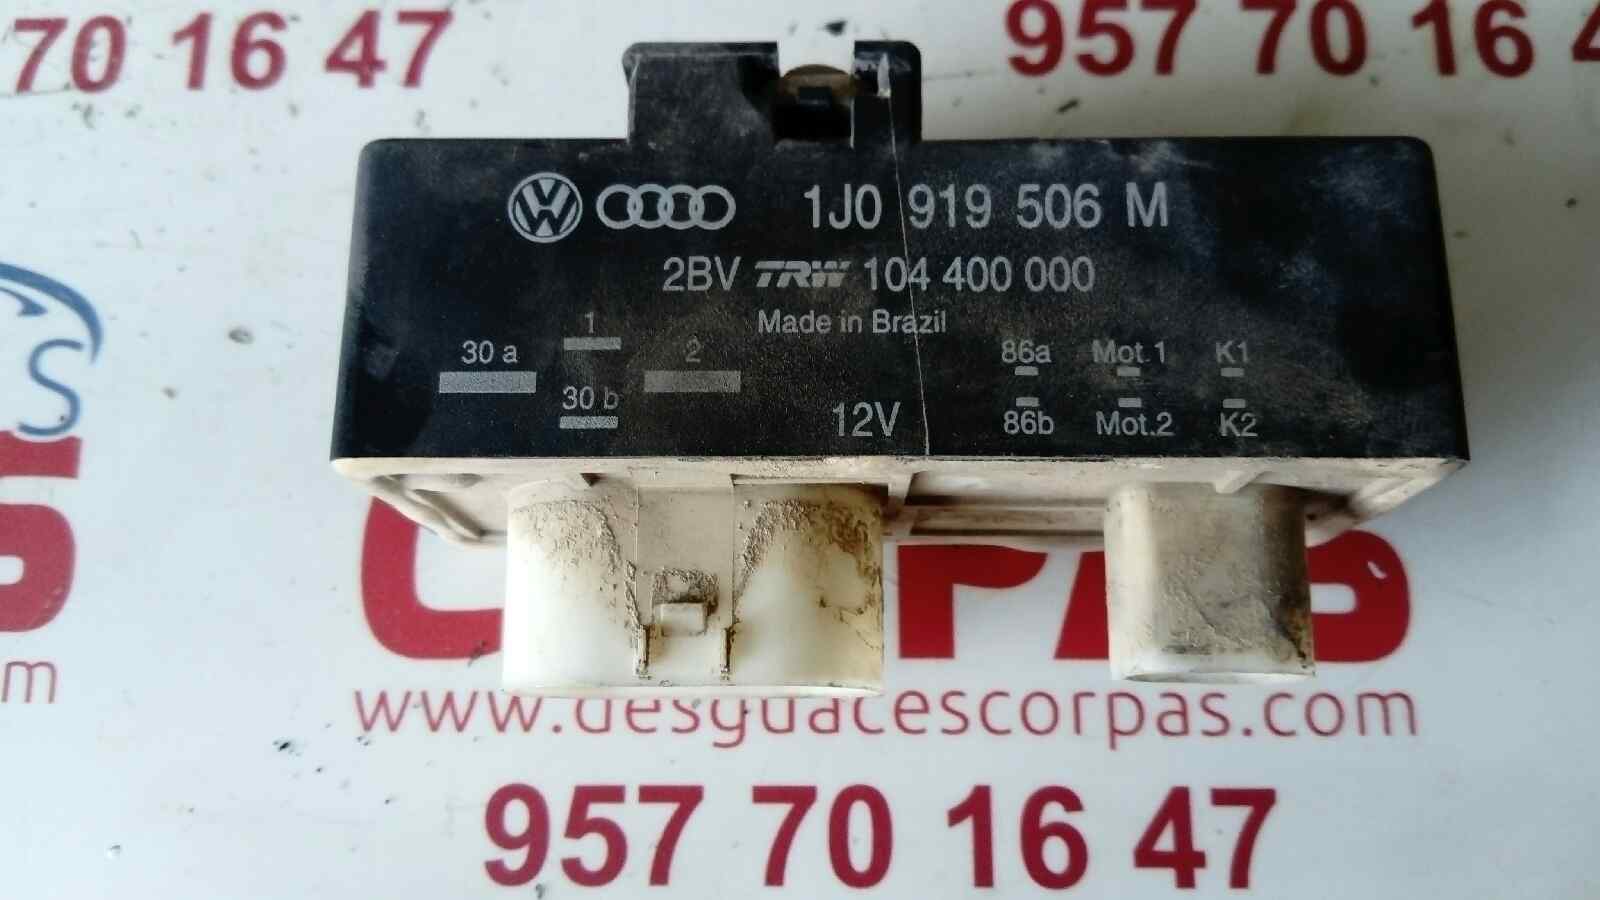 70 16 47
957 70 16 4
1J0 919 506 M
2BV TRW 104 400 000
Made in Brazil
30 a 1 2 86a Mot.1 K1
30 b 12V 86b Mot.2 K2
S
S C RPAS
m www.desguacescorpas.com
957 70 16 47